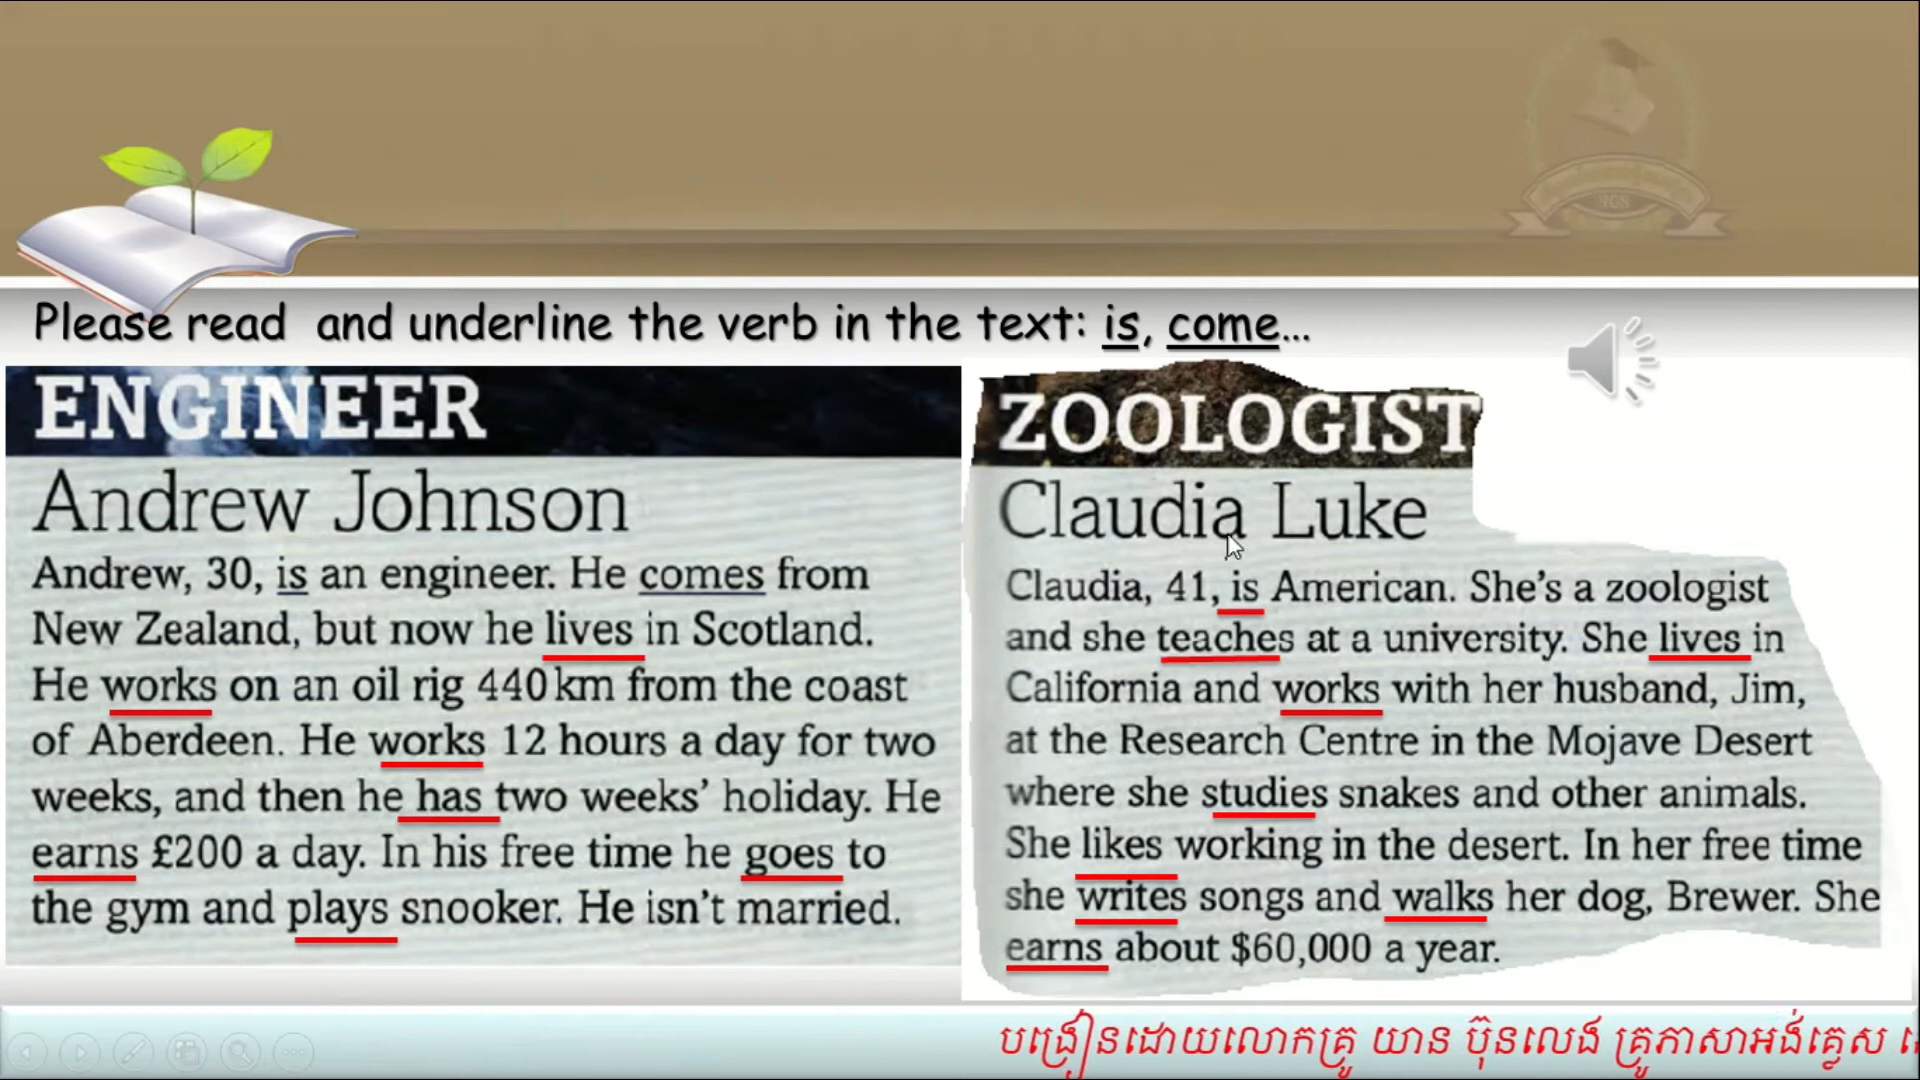 NGS
Please read and underline the verb in the text: is, come...
ENGINEER
Andrew Johnson
Andrew, 30, is an engineer. He comes from
New Zealand, but now he lives in Scotland.
He works on an oil rig 440 km from the coast
of Aberdeen. He works 12 hours a day for two
weeks, and then he has two weeks’ holiday. He
earns £200 a day. In his free time he goes to
the gym and plays snooker. He isn’t married.
ZOOLOGIST
Claudia Luke
Claudia, 41, is American. She’s a zoologist
and she teaches at a university. She lives in
California and works with her husband, Jim,
at the Research Centre in the Mojave Desert
where she studies snakes and other animals.
She likes working in the desert. In her free time
she writes songs and walks her dog, Brewer. She
earns about $60,000 a year.
បង្រៀនដោយលោកគ្រូ យាន ប៊ុនលេង គ្រូភាសាអង់គ្លេស